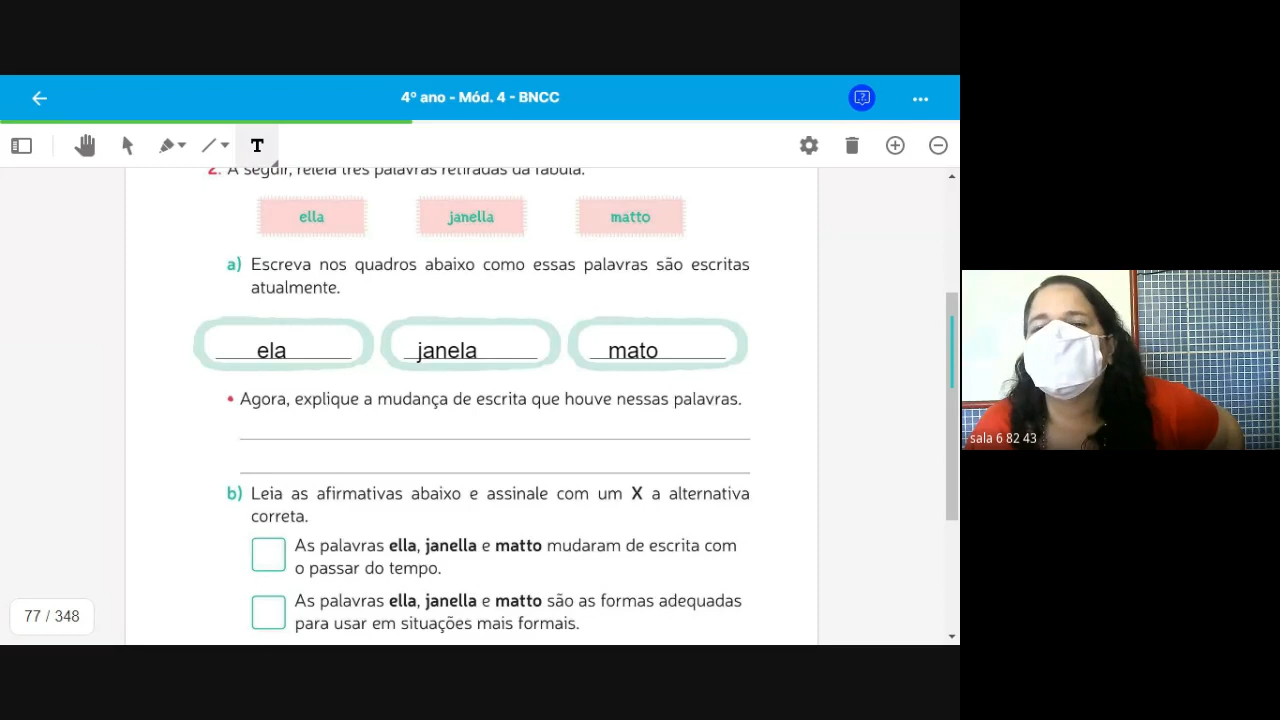 4º ano - Mód. 4 - BNCC
T
2. A seguir, releia três palavras retiradas da fábula.
ella janella matto
a) Escreva nos quadros abaixo como essas palavras são escritas
atualmente.
ela janela mato
• Agora, explique a mudança de escrita que houve nessas palavras.
b) Leia as afirmativas abaixo e assinale com um X a alternativa
correta.
As palavras ella, janella e matto mudaram de escrita com
o passar do tempo.
As palavras ella, janella e matto são as formas adequadas
para usar em situações mais formais.
77 / 348
sala 6 82 43